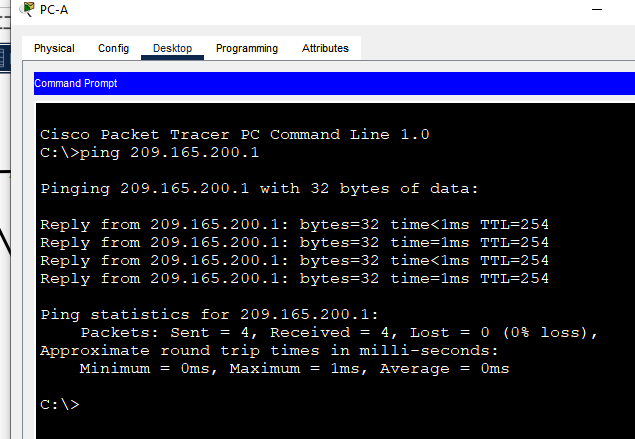 PC-A
Physical Config Desktop Programming Attributes
Command Prompt
Cisco Packet Tracer PC Command Line 1.0
C:\>ping 209.165.200.1
Pinging 209.165.200.1 with 32 bytes of data:
Reply from 209.165.200.1: bytes=32 time<1ms TTL=254
Reply from 209.165.200.1: bytes=32 time=1ms TTL=254
Reply from 209.165.200.1: bytes=32 time<1ms TTL=254
Reply from 209.165.200.1: bytes=32 time=1ms TTL=254
Ping statistics for 209.165.200.1:
Packets: Sent = 4, Received = 4, Lost = 0 (0% loss),
Approximate round trip times in milli-seconds:
Minimum = 0ms, Maximum = 1ms, Average = 0ms
C:\>